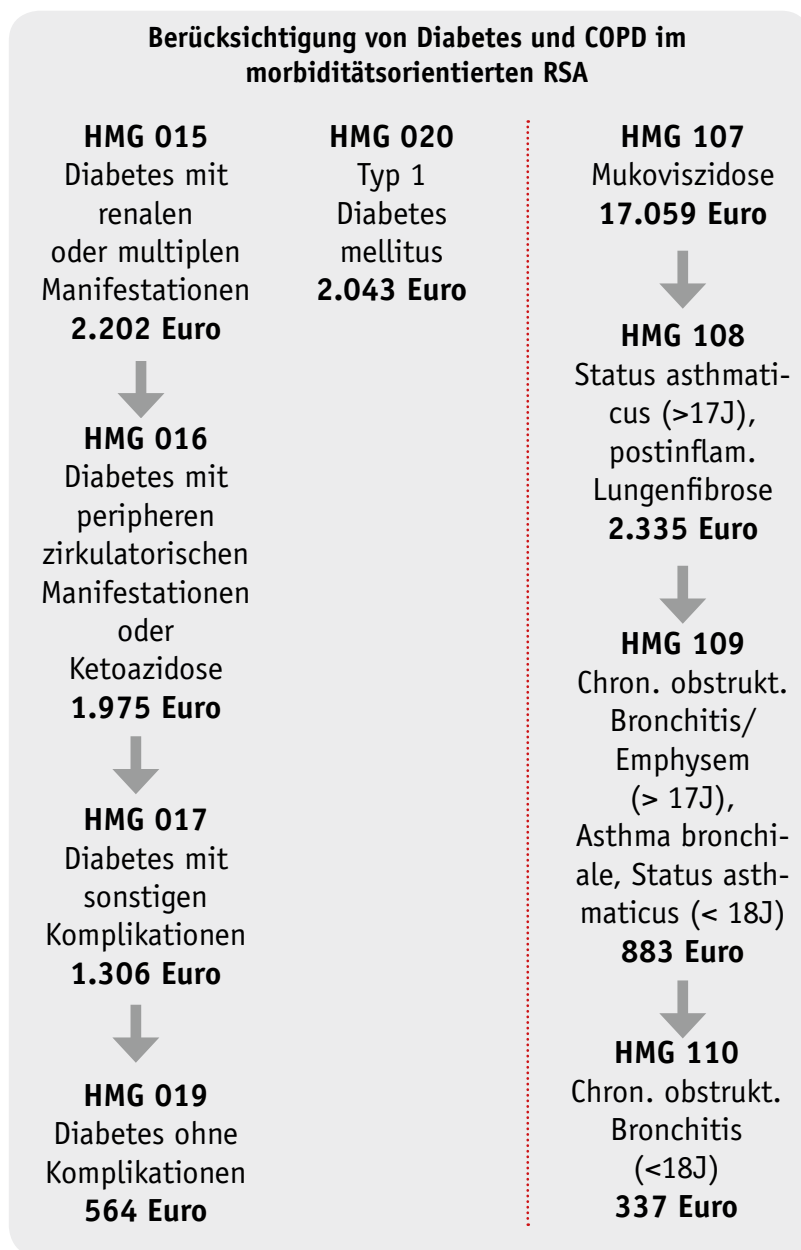 Berücksichtigung von Diabetes und COPD im
morbiditätsorientierten RSA
HMG 015
Diabetes mit
renalen
oder multiplen
Manifestationen
2.202 Euro
HMG 016
Diabetes mit
peripheren
zirkulatorischen
Manifestationen
oder
Ketoazidose
1.975 Euro
HMG 017
Diabetes mit
sonstigen
Komplikationen
1.306 Euro
HMG 019
Diabetes ohne
Komplikationen
564 Euro
HMG 020
Typ 1
Diabetes
mellitus
2.043 Euro
HMG 107
Mukoviszidose
17.059 Euro
HMG 108
Status asthmati-
cus (>17J),
postinflam.
Lungenfibrose
2.335 Euro
HMG 109
Chron. obstrukt.
Bronchitis/
Emphysem
(> 17J),
Asthma bronchi-
ale, Status asth-
maticus (< 18J)
883 Euro
HMG 110
Chron. obstrukt.
Bronchitis
(<18J)
337 Euro